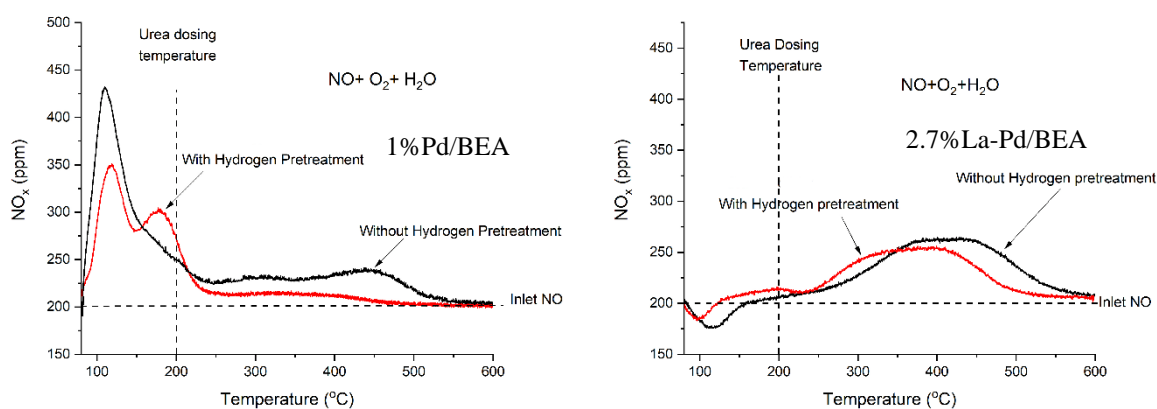 Urea dosing
temperature
NO+ O2+ H2O
1%Pd/BEA
With Hydrogen Pretreatment
Without Hydrogen Pretreatment
Inlet NO
NOx (ppm)
450
400
350
300
250
200
150
100
200
300
400
500
600
Temperature (oC)
Urea Dosing
Temperature
NO+O2+H2O
2.7%La-Pd/BEA
Without Hydrogen pretreatment
With Hydrogen pretreatment
Inlet NO
NOx (ppm)
450
400
350
300
250
200
150
100
200
300
400
500
600
Temperature (oC)